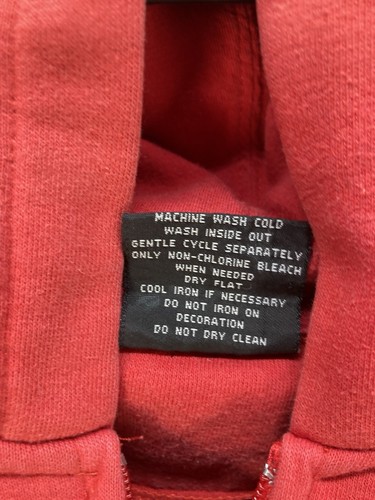 MACHINE WASH COLD
WASH INSIDE OUT
GENTLE CYCLE SEPARATELY
ONLY NON-CHLORINE BLEACH
WHEN NEEDED
DRY FLAT
COOL IRON IF NECESSARY
DO NOT IRON ON
DECORATION
DO NOT DRY CLEAN